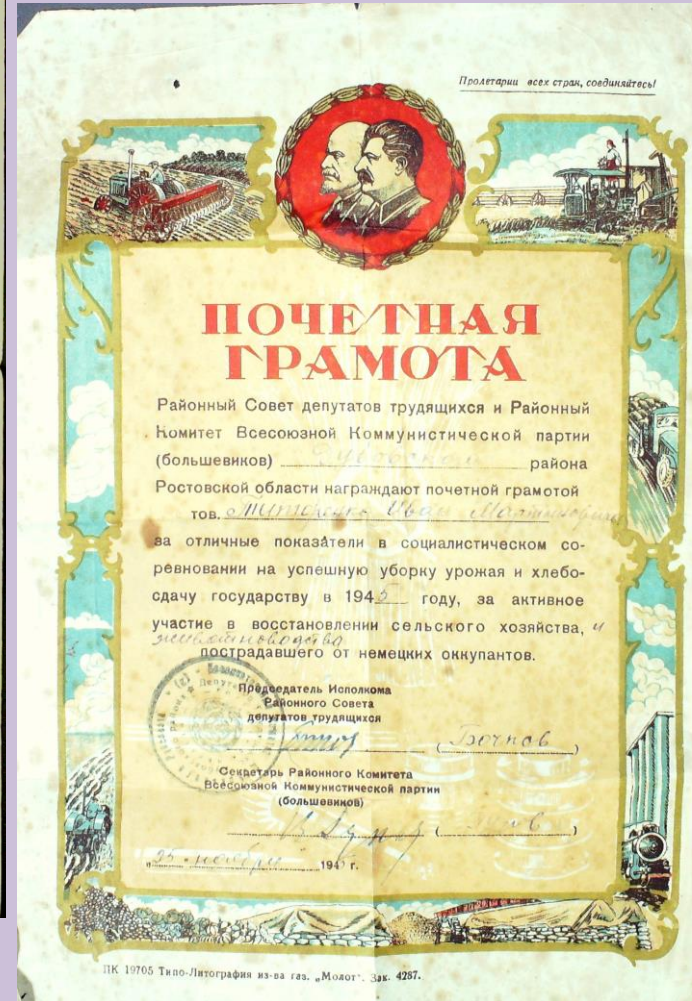 Пролетарии всех стран, соединяйтесь!
ПОЧЕТНАЯ
ГРАМОТА
Районный Совет депутатов трудящихся и Районный
Комитет Всесоюзной Коммунистической партии
(большевиков) района
Ростовской области награждают почетной грамотой
тов. Иван
за отличные показатели в социалистическом со-
ревновании на успешную уборку урожая и хлебо-
сдачу государству в 1945 году, за активное
участие в восстановлении сельского хозяйства, и
животноводства
пострадавшего от немецких оккупантов.
Председатель Исполкома
Районного Совета
депутатов трудящихся
( )
Секретарь Районного Комитета
Всесоюзной Коммунистической партии
(большевиков)
( )
„25 ноября 194 г.
ПК 19705 Типо-Литография из-ва газ. „Молот“. Зак. 4287.